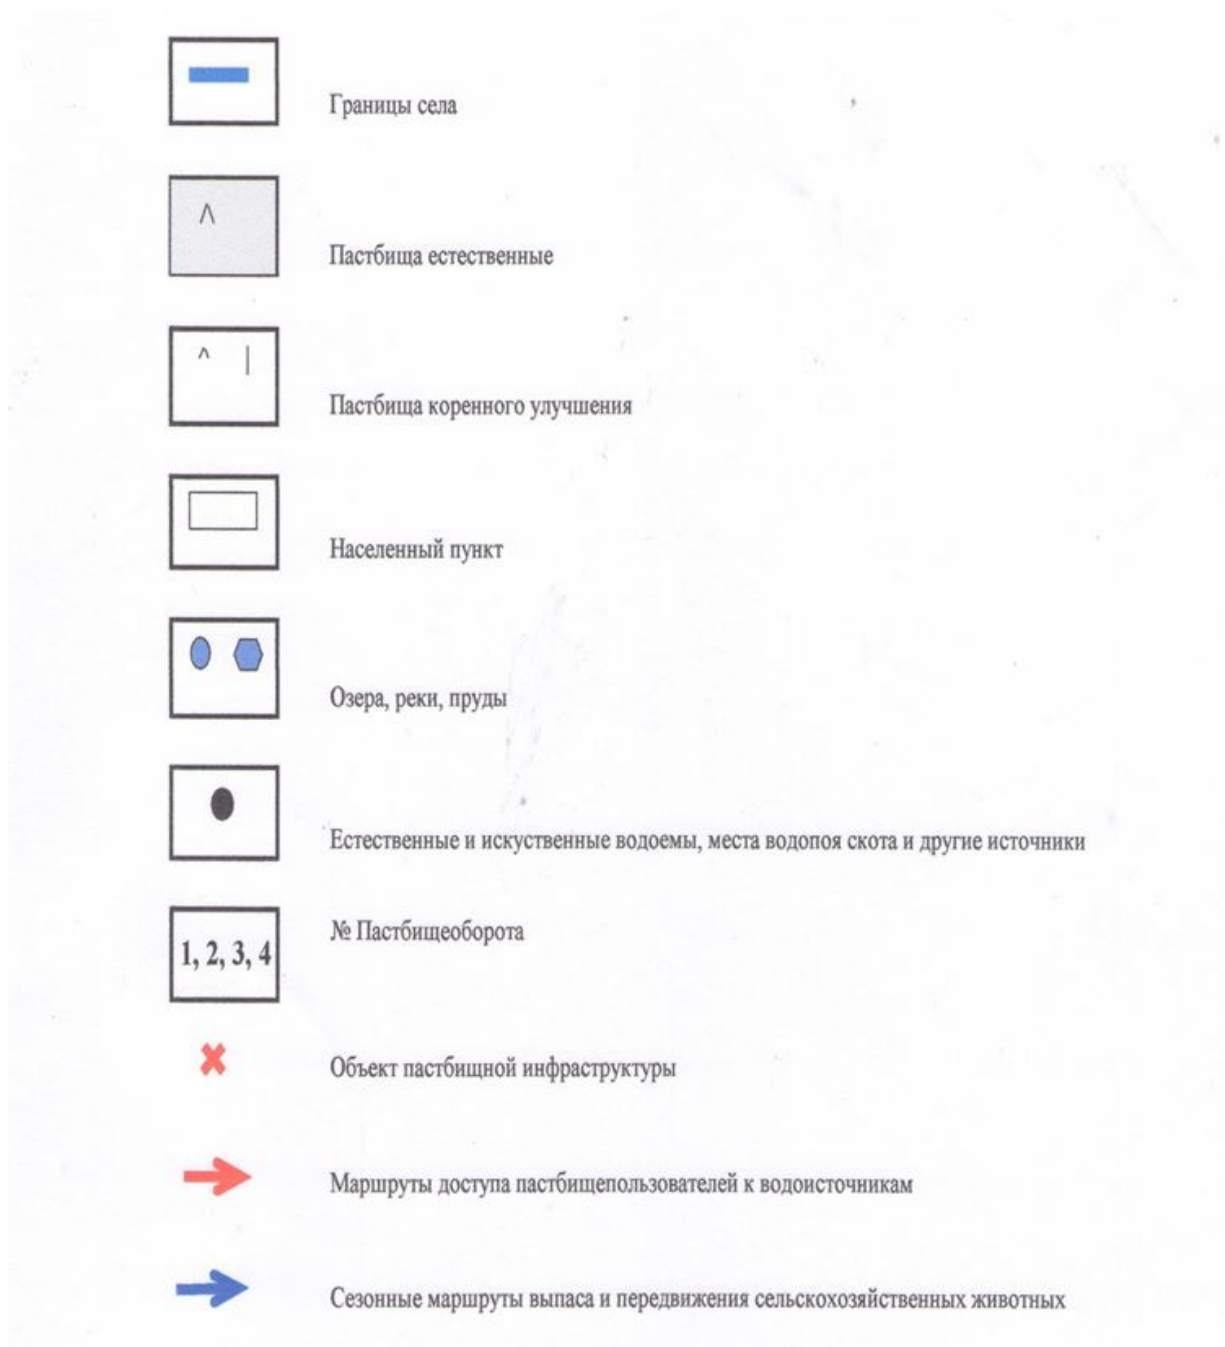 Границы села
Пастбища естественные
Пастбища коренного улучшения
Населенный пункт
Озера, реки, пруды
Естественные и искуственные водоемы, места водопоя скота и другие источники
1, 2, 3, 4
№ Пастбищеоборота
Объект пастбищной инфраструктуры
Маршруты доступа пастбищепользователей к водоисточникам
Сезонные маршруты выпаса и передвижения сельскохозяйственных животных